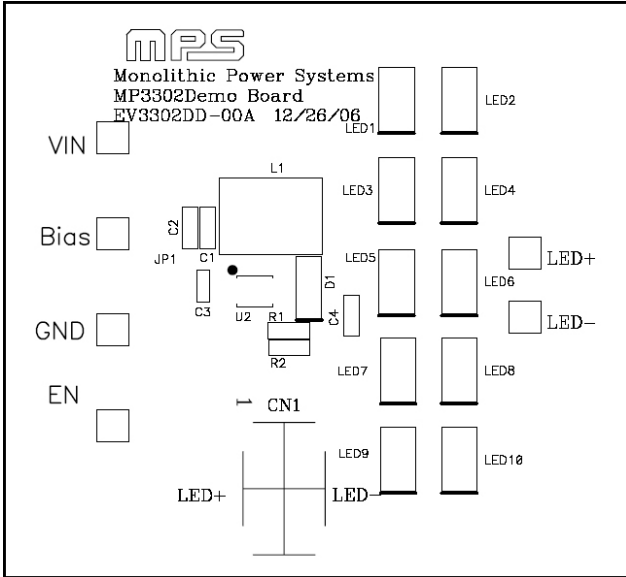 MPS
Monolithic Power Systems
MP3302Demo Board
EV3302DD-00A 12/26/06
LED1
LED2
VIN
L1
LED3
LED4
C2
Bias
JP1
C1
LED5
LED6
LED+
D1
C3
U2
R1
C4
GND
LED-
R2
LED7
LED8
EN
1
CN1
LED9
LED10
LED+
LED-